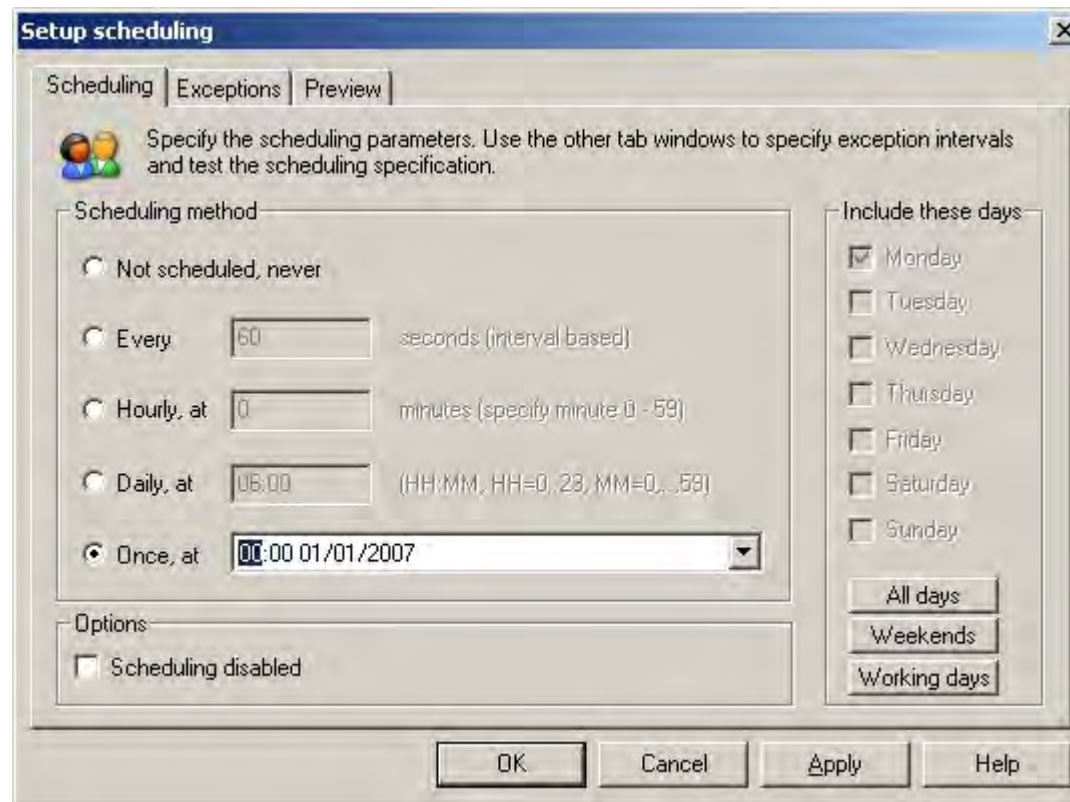 Setup scheduling
Scheduling Exceptions Preview
Specify the scheduling parameters. Use the other tab windows to specify exception intervals
and test the scheduling specification.
Scheduling method
Not scheduled, never
Every 60 seconds (interval based)
Hourly, at 0 minutes (specify minute 0 - 59)
Daily, at 06:00 (HH:MM, HH=0..23, MM=0,..,59)
Once, at 00:00 01/01/2007
Options
Scheduling disabled
Include these days
Monday
Tuesday
Wednesday
Thursday
Friday
Saturday
Sunday
All days
Weekends
Working days
OK Cancel Apply Help